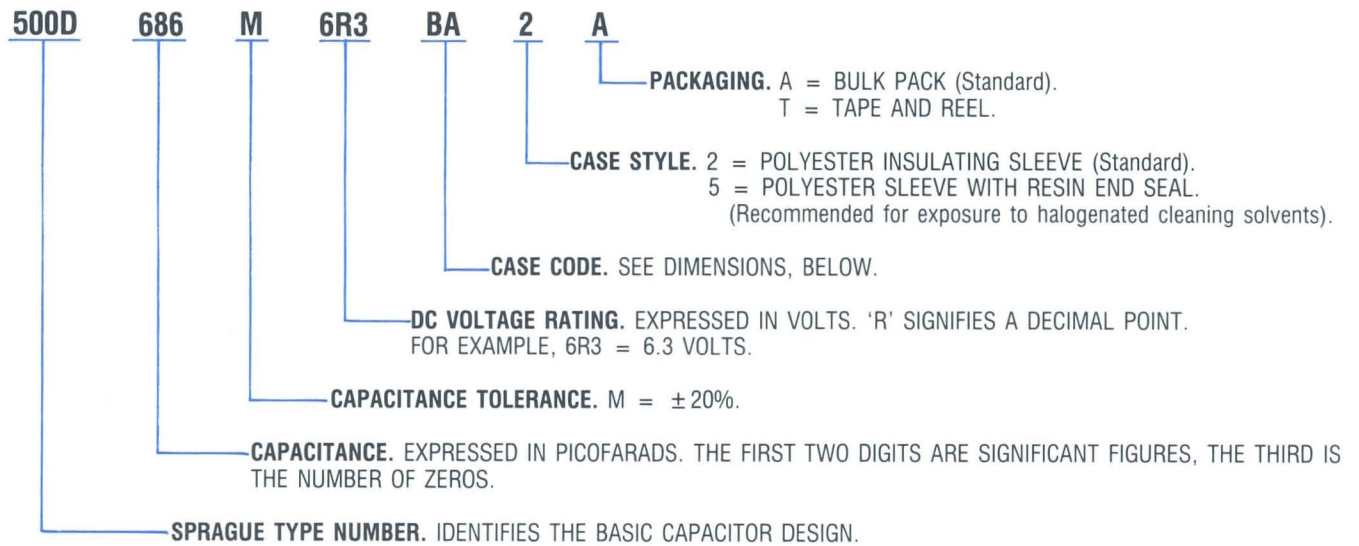 500D 686 M 6R3 BA 2 A
PACKAGING. A = BULK PACK (Standard).
T = TAPE AND REEL.
CASE STYLE. 2 = POLYESTER INSULATING SLEEVE (Standard).
5 = POLYESTER SLEEVE WITH RESIN END SEAL.
(Recommended for exposure to halogenated cleaning solvents).
CASE CODE. SEE DIMENSIONS, BELOW.
DC VOLTAGE RATING. EXPRESSED IN VOLTS. ‘R’ SIGNIFIES A DECIMAL POINT.
FOR EXAMPLE, 6R3 = 6.3 VOLTS.
CAPACITANCE TOLERANCE. M = ±20%.
CAPACITANCE. EXPRESSED IN PICOFARADS. THE FIRST TWO DIGITS ARE SIGNIFICANT FIGURES, THE THIRD IS
THE NUMBER OF ZEROS.
SPRAGUE TYPE NUMBER. IDENTIFIES THE BASIC CAPACITOR DESIGN.